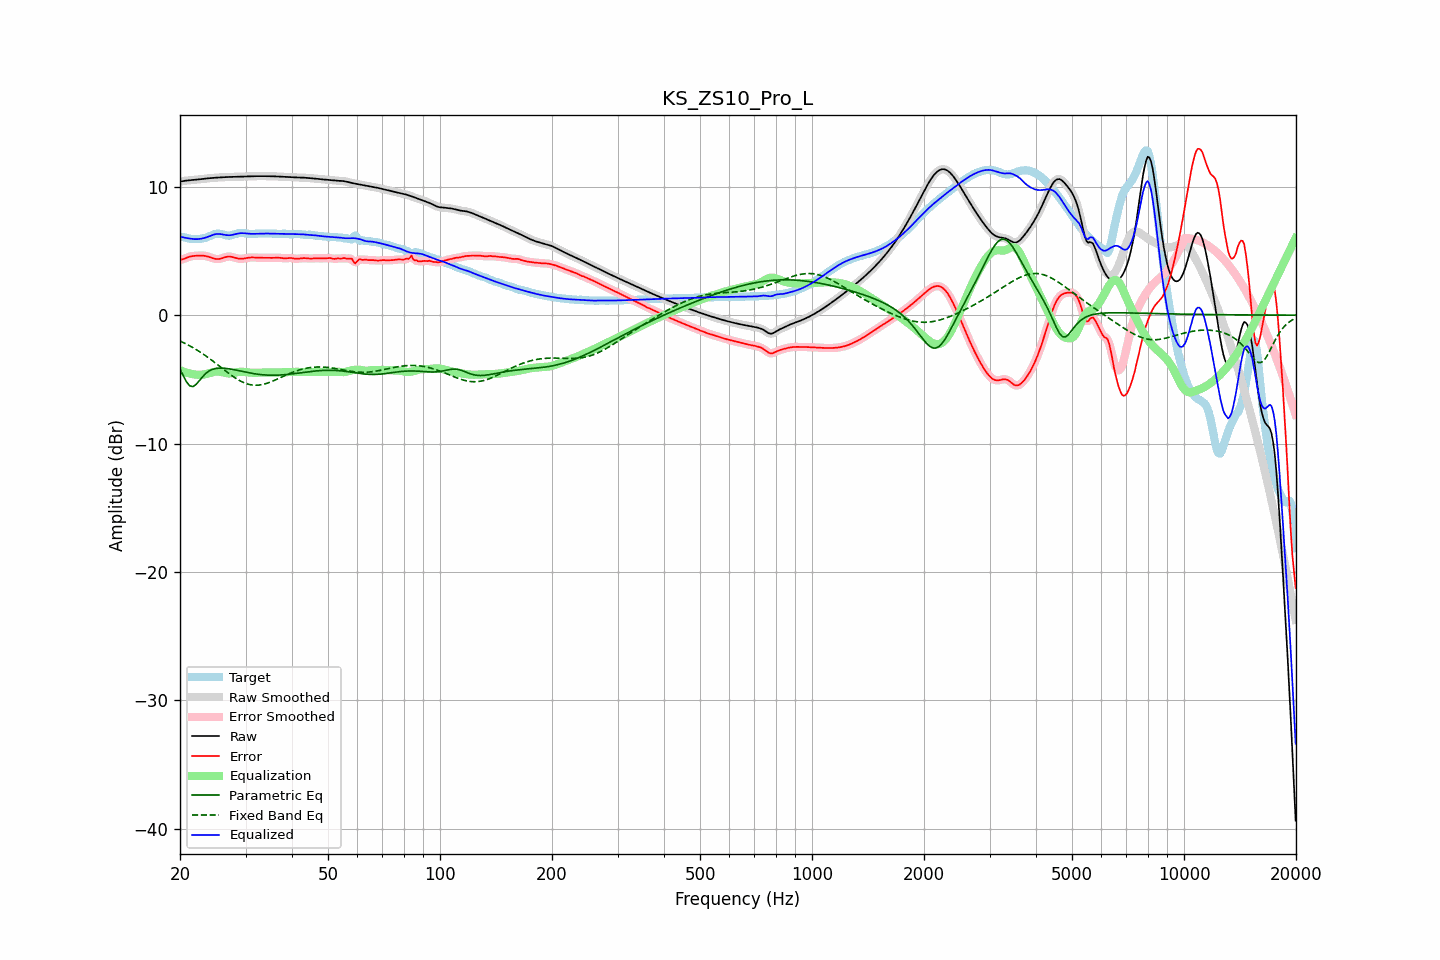 KS_ZS10_Pro_L
Amplitude (dBr)
10
0
−10
−20
−30
−40
Target
Raw Smoothed
Error Smoothed
Raw
Error
Equalization
Parametric Eq
Fixed Band Eq
Equalized
20 50 100 200 500 1000 2000 5000 10000 20000
Frequency (Hz)